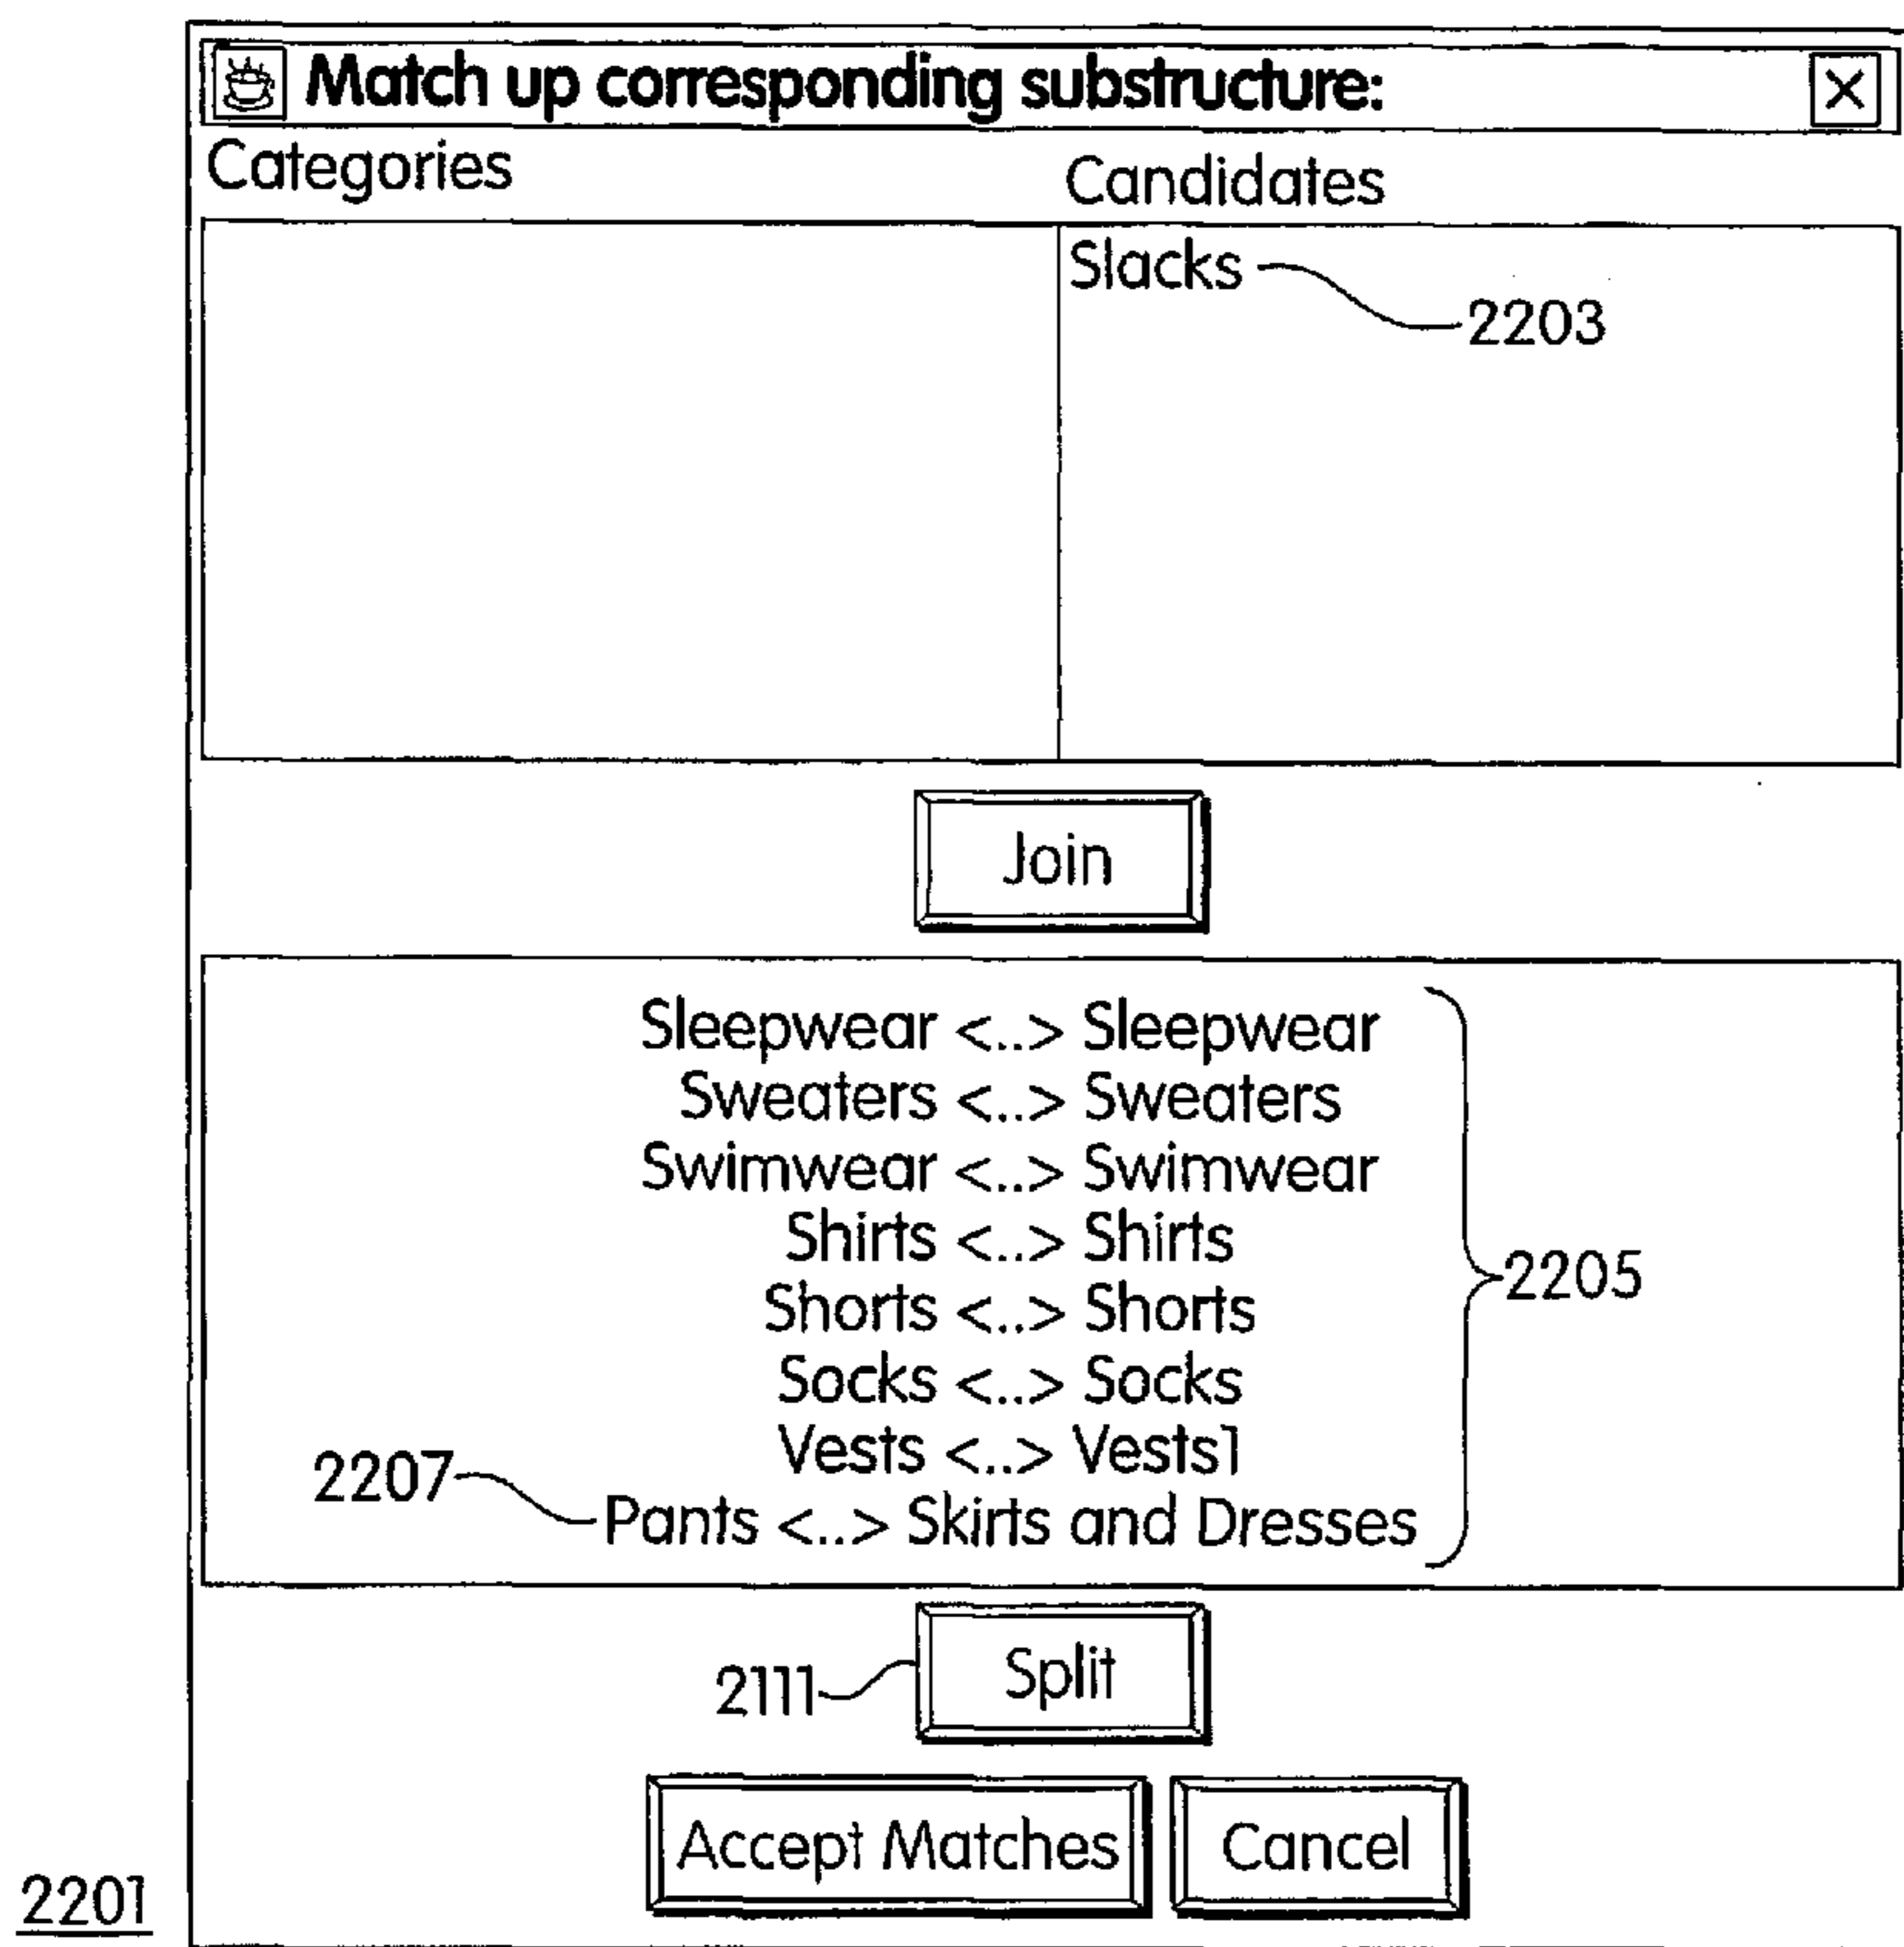 Match up corresponding substructure:
Categories
Candidates
Slacks
2203
Join
Sleepwear <..> Sleepwear
Sweaters <..> Sweaters
Swimwear <..> Swimwear
Shirts <..> Shirts
Shorts <..> Shorts
2205
Socks <..> Socks
Vests <..> Vests1
2207
Pants <..> Skirts and Dresses
2111
Split
Accept Matches
Cancel
2201